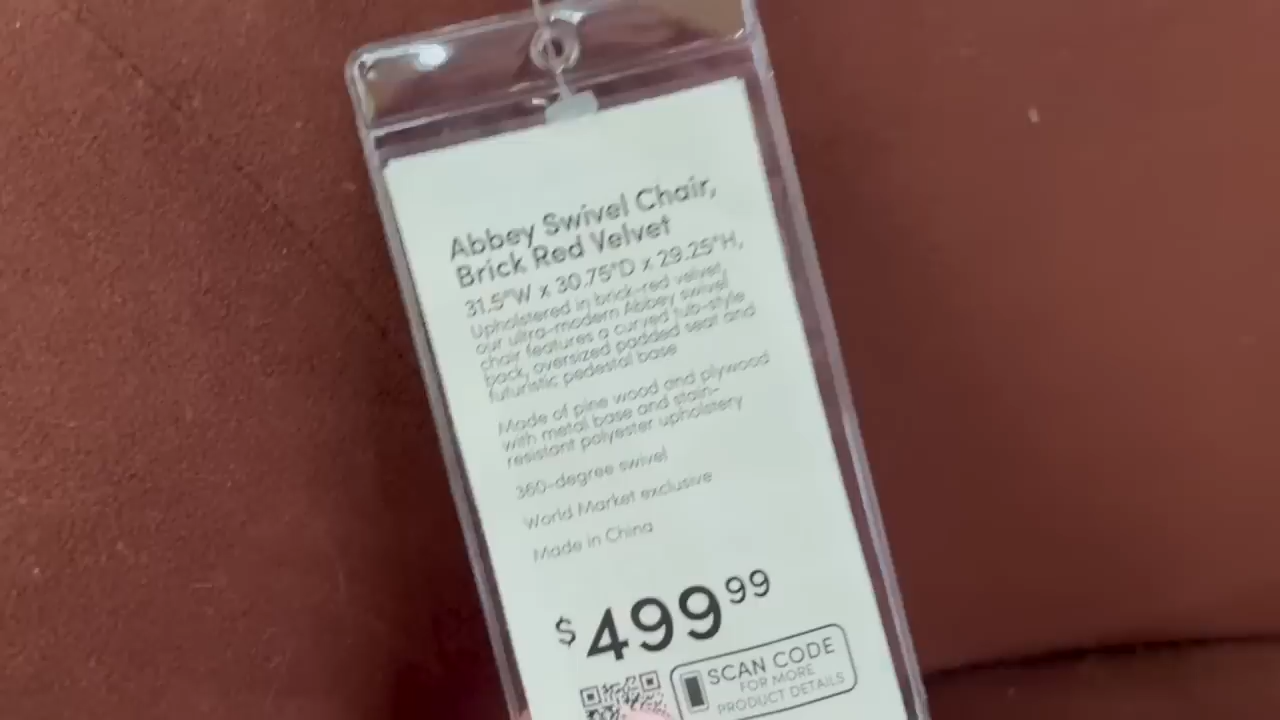 Abbey Swivel Chair,
Brick Red Velvet
31.5"W x 30.75"D x 29.25"H,
Upholstered in brick-red velvet,
our ultra-modern Abbey swivel
chair features a curved tub-style
back, oversized padded seat and
futuristic pedestal base
Made of pine wood and plywood
with metal base and stain-
resistant polyester upholstery
360-degree swivel
World Market exclusive
Made in China
$499.99
SCAN CODE
FOR MORE
PRODUCT DETAILS